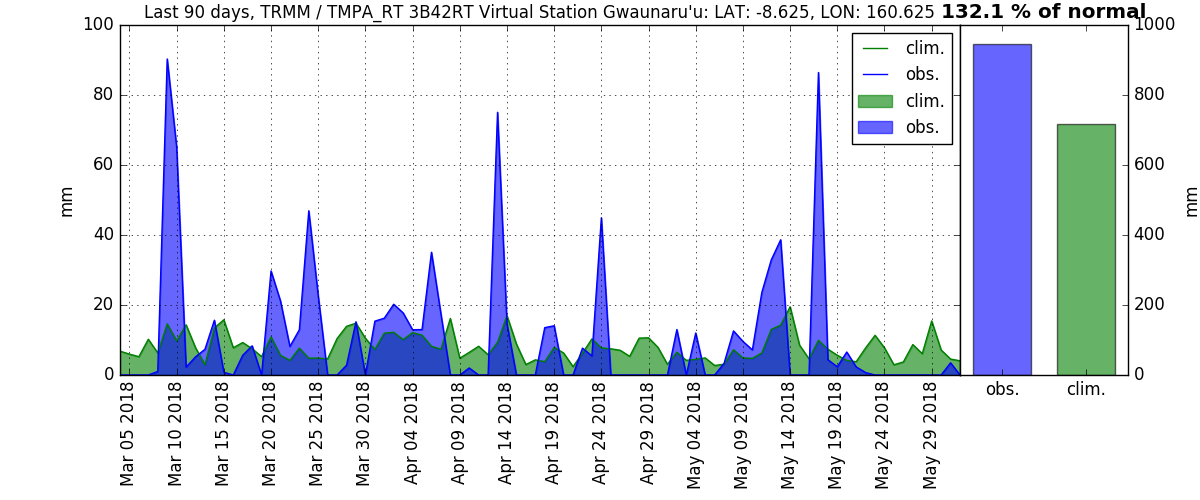 Last 90 days, TRMM / TMPA_RT 3B42RT Virtual Station Gwaunaru'u: LAT: -8.625, LON: 160.625 132.1 % of normal
100
80
60
40
20
0
mm
clim.
obs.
clim.
obs.
1000
800
600
400
200
0
mm
Mar 05 2018
Mar 10 2018
Mar 15 2018
Mar 20 2018
Mar 25 2018
Mar 30 2018
Apr 04 2018
Apr 09 2018
Apr 14 2018
Apr 19 2018
Apr 24 2018
Apr 29 2018
May 04 2018
May 09 2018
May 14 2018
May 19 2018
May 24 2018
May 29 2018
obs.
clim.